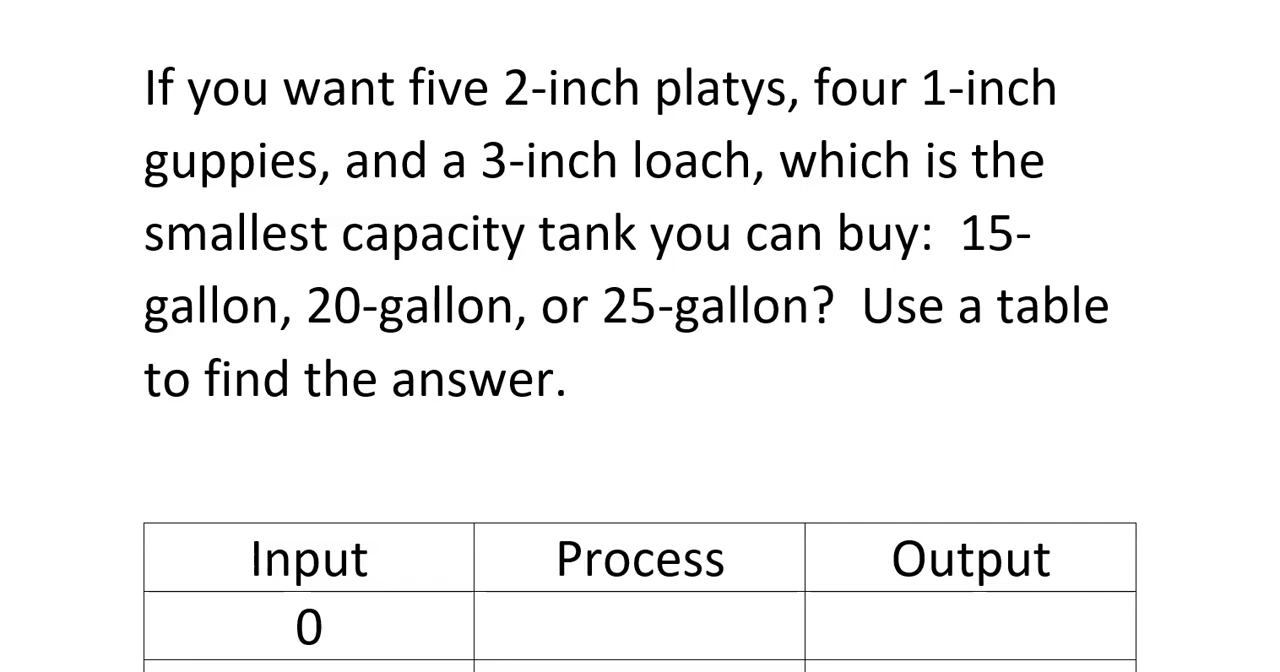 If you want five 2-inch platys, four 1-inch
guppies, and a 3-inch loach, which is the
smallest capacity tank you can buy:  15-
gallon, 20-gallon, or 25-gallon?  Use a table
to find the answer.
Input Process Output
0